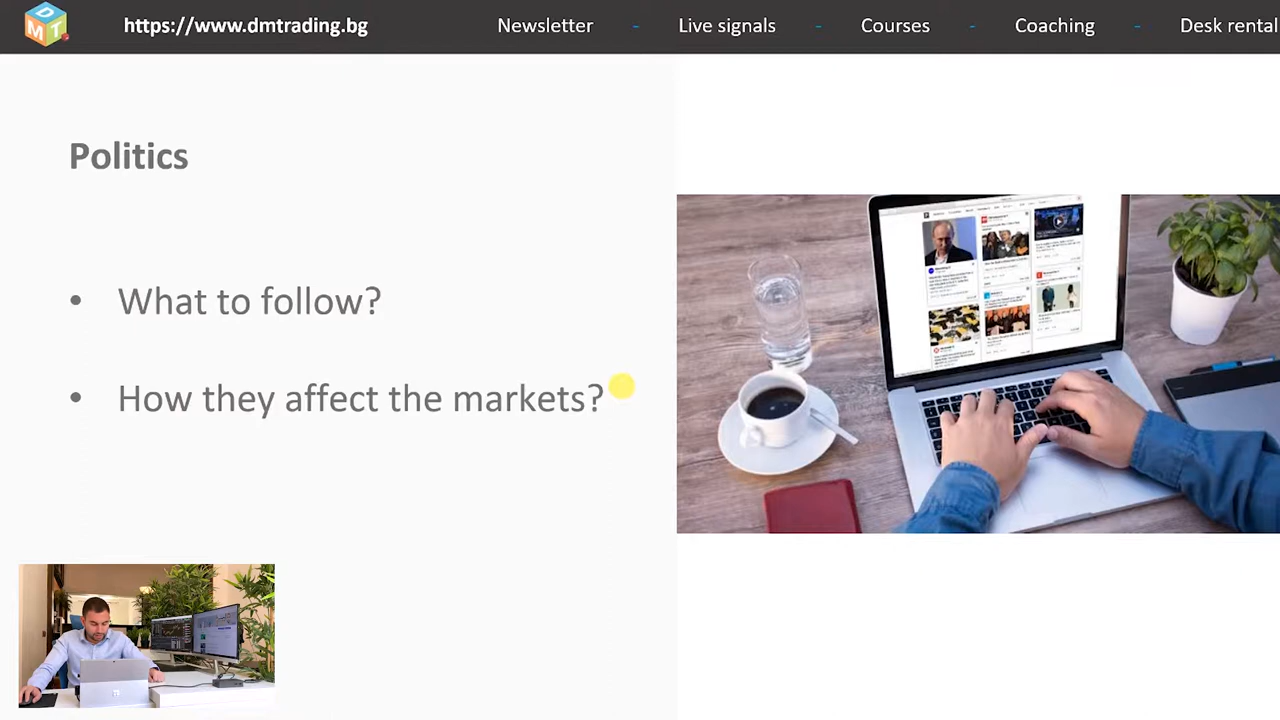 DMT
https://www.dmtrading.bg
Newsletter - Live signals - Courses - Coaching - Desk rental
Politics
• What to follow?
• How they affect the markets?